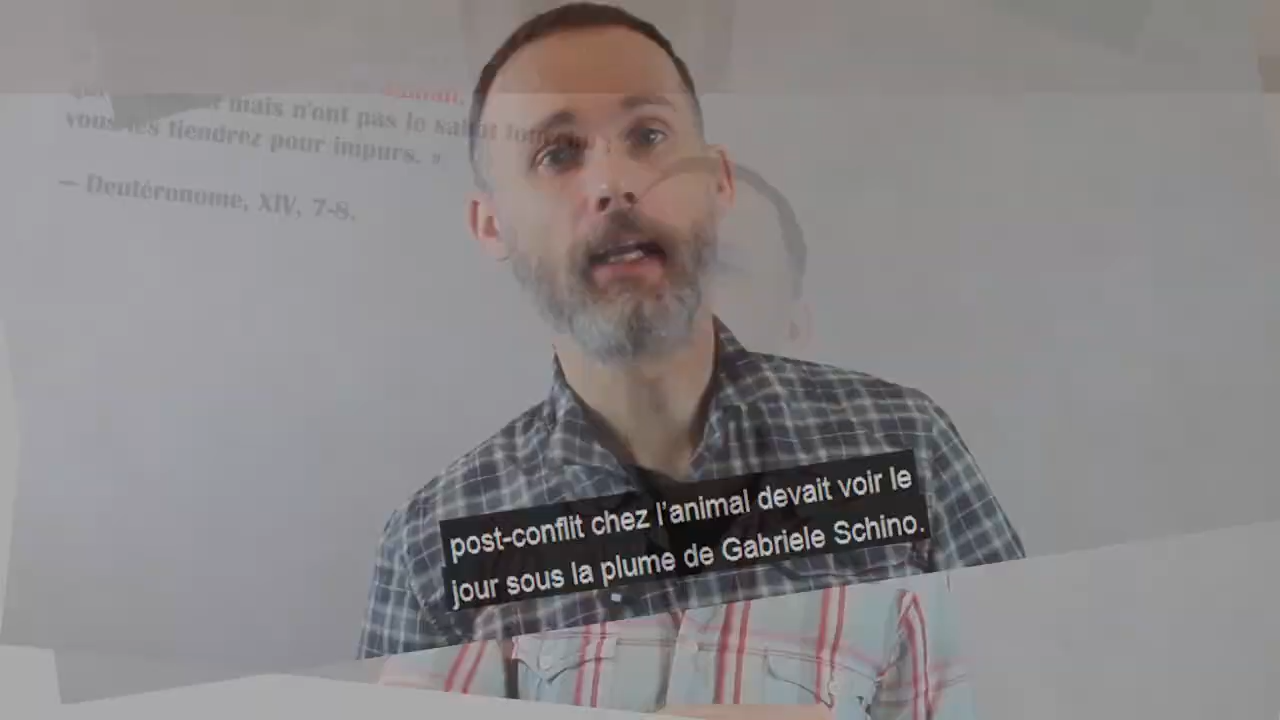 mais n'ont pas le sabot
vous les tiendrez pour impurs. »
— Deutéronome, XIV, 7-8.
post-conflit chez l'animal devait voir le
jour sous la plume de Gabriele Schino.